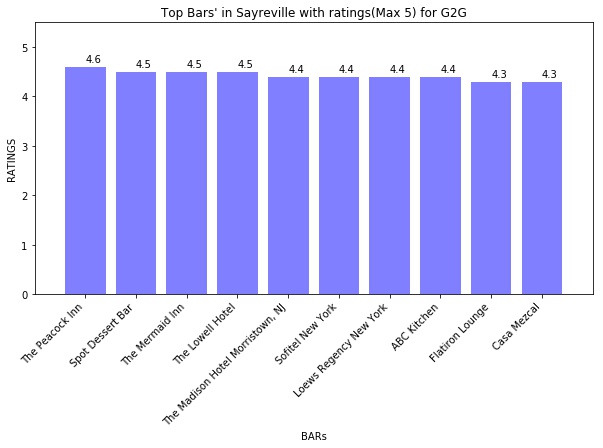 Top Bars' in Sayreville with ratings(Max 5) for G2G
RATINGS
5
4
3
2
1
0
4.6
4.5
4.5
4.5
4.4
4.4
4.4
4.4
4.3
4.3
The Peacock Inn
Spot Dessert Bar
The Mermaid Inn
The Lowell Hotel
The Madison Hotel Morristown, NJ
Sofitel New York
Loews Regency New York
ABC Kitchen
Flatiron Lounge
Casa Mezcal
BARs